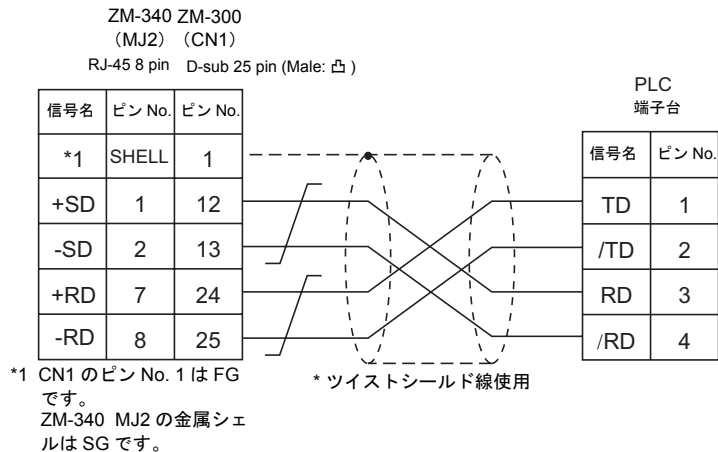 ZM-340 ZM-300
（MJ2）（CN1）
RJ-45 8 pin D-sub 25 pin (Male: 凸 )
信号名 ピン No. ピン No.
*1 SHELL 1
+SD 1 12
-SD 2 13
+RD 7 24
-RD 8 25
PLC
端子台
信号名 ピン No.
TD 1
/TD 2
RD 3
/RD 4
*1 CN1 のピン No. 1 は FG
です。
ZM-340 MJ2 の金属シェ
ルは SG です。
* ツイストシールド線使用